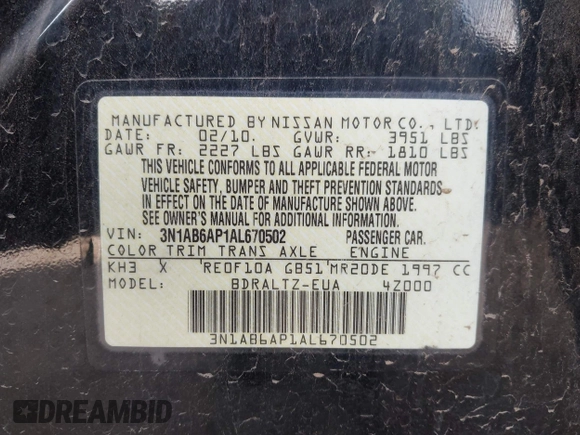 MANUFACTURED BY NISSAN MOTOR CO., LTD.
DATE: 02/10. GVWR: 3951 LBS
GAWR FR: 2227 LBS GAWR RR: 1810 LBS
THIS VEHICLE CONFORMS TO ALL APPLICABLE FEDERAL MOTOR
VEHICLE SAFETY, BUMPER AND THEFT PREVENTION STANDARDS
IN EFFECT ON THE DATE OF MANUFACTURE SHOWN ABOVE.
SEE OWNER'S MANUAL FOR ADDITIONAL INFORMATION.
VIN: 3N1AB6AP1AL670502 PASSENGER CAR.
COLOR TRIM TRANS AXLE ENGINE
KH3 X RE0F10A GB51 MR20DE 1997 CC
MODEL: BDRALTZ-EUA 4Z000
3N1AB6AP1AL670502
DREAMBID